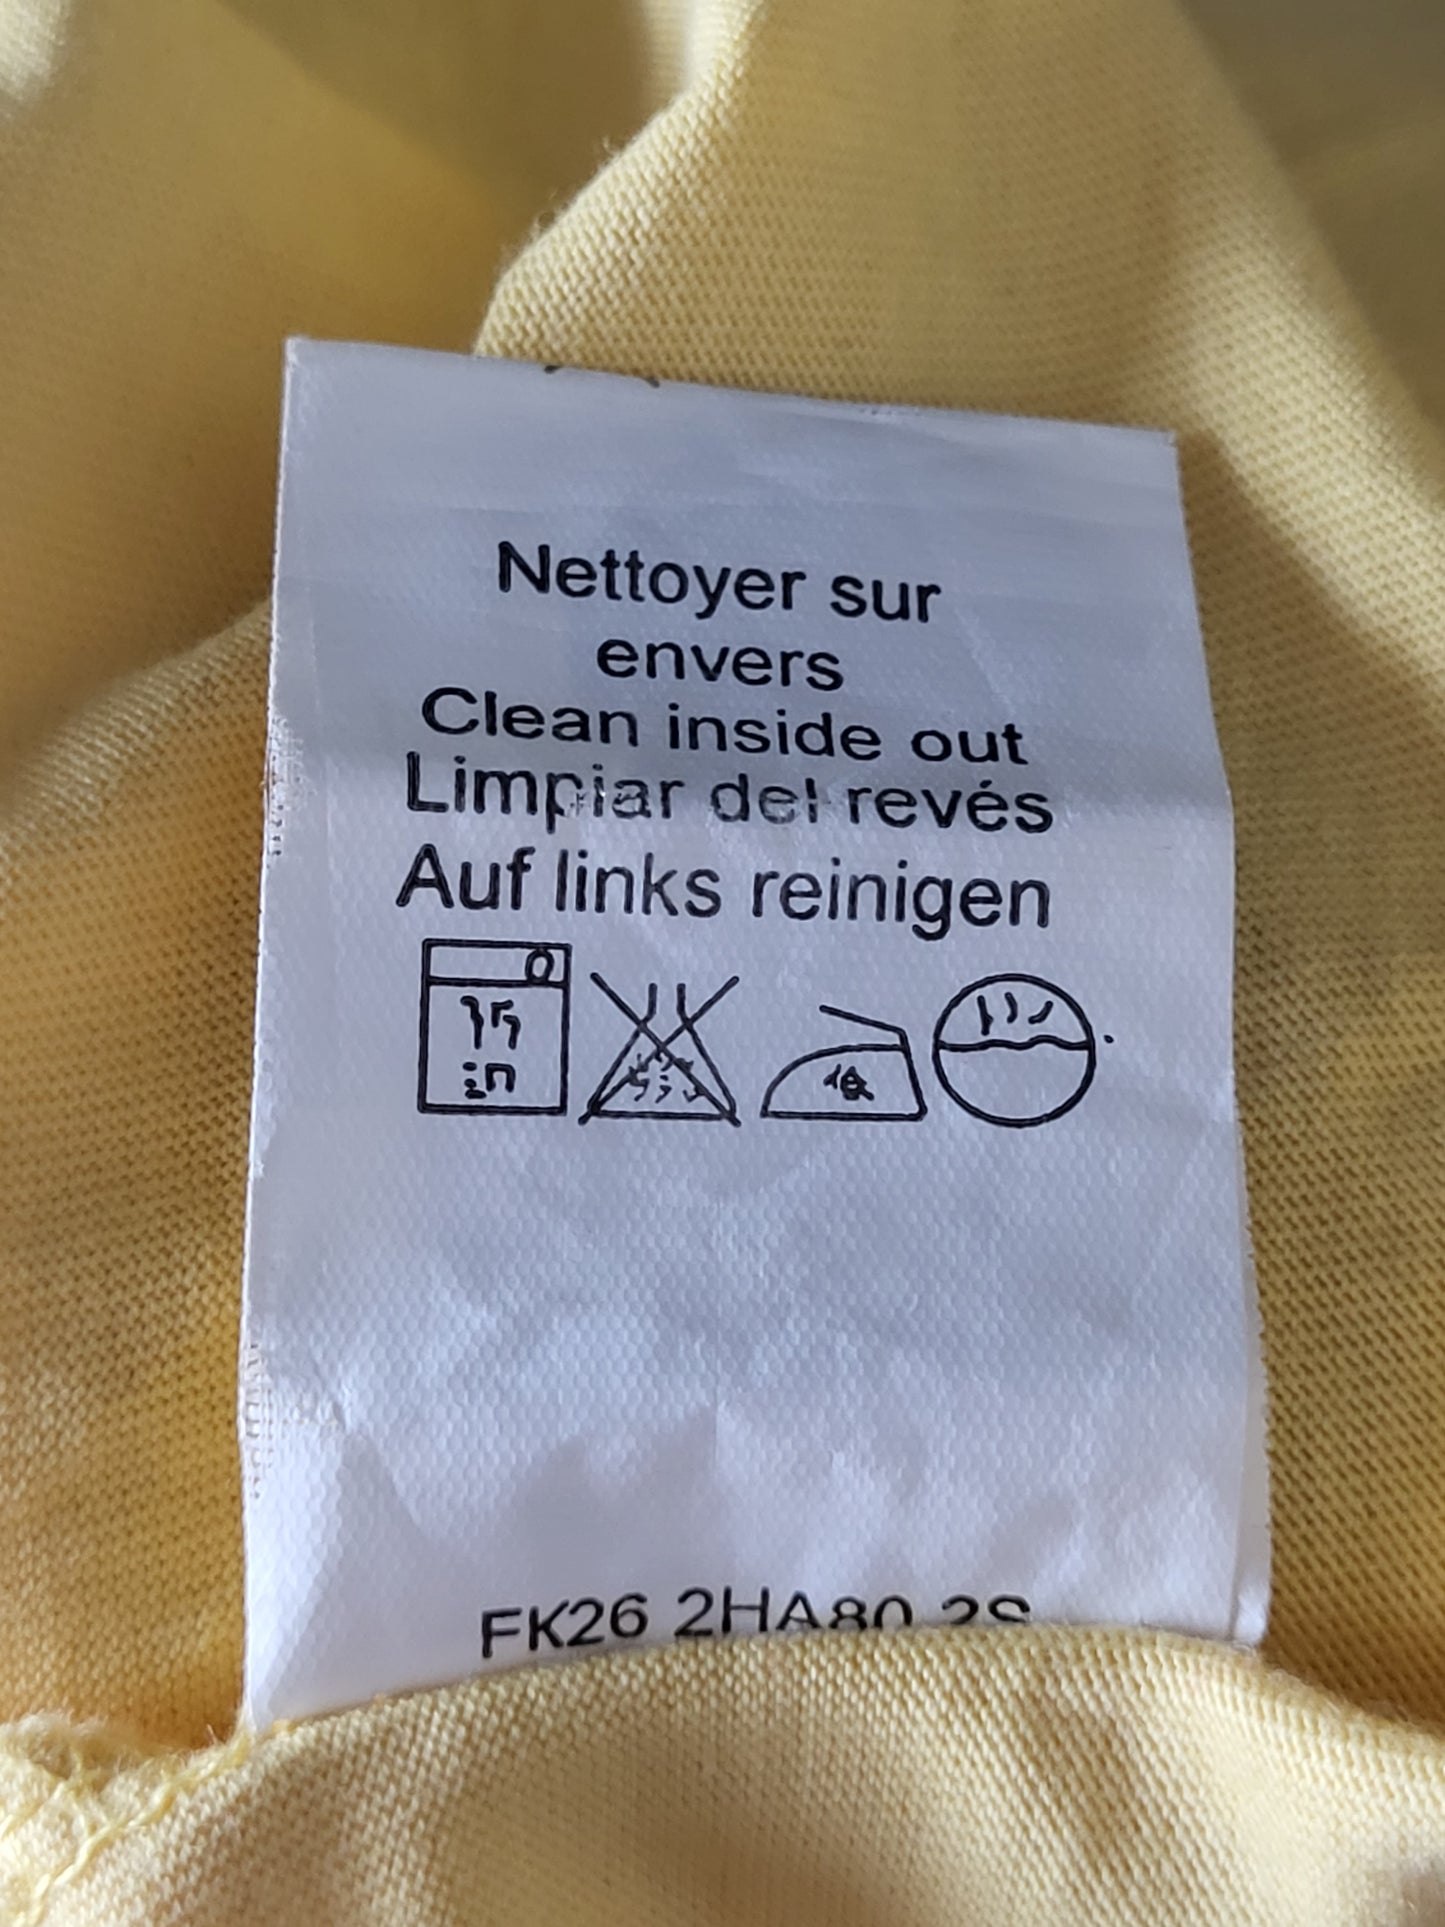 Nettoyer sur
envers
Clean inside out
Limpiar del revés
Auf links reinigen
FK26 2HA80 2S